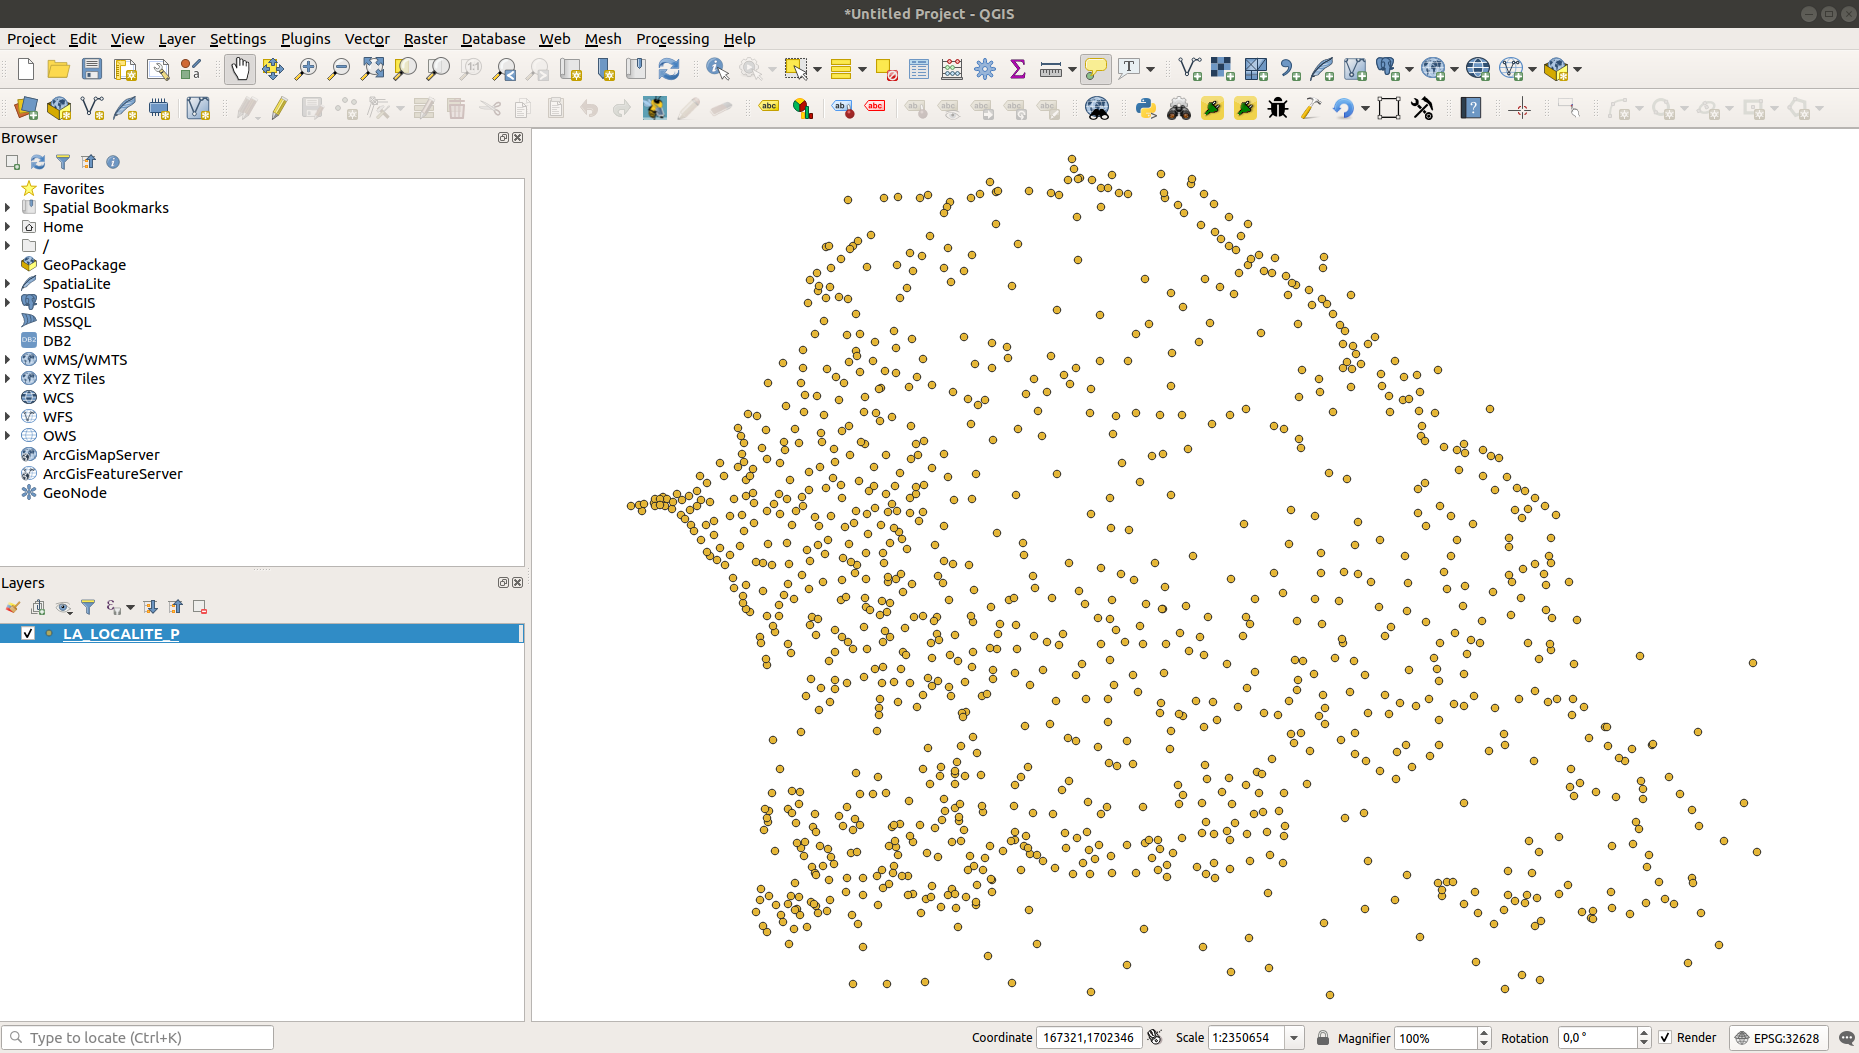 *Untitled Project - QGIS
Project Edit View Layer Settings Plugins Vector Raster Database Web Mesh Processing Help
Browser
Favorites
Spatial Bookmarks
Home
/
GeoPackage
SpatiaLite
PostGIS
MSSQL
DB2
WMS/WMTS
XYZ Tiles
WCS
WFS
OWS
ArcGisMapServer
ArcGisFeatureServer
GeoNode
Layers
LA_LOCALITE_P
Type to locate (Ctrl+K)
Coordinate 167321,1702346 Scale 1:2350654 Magnifier 100% Rotation 0,0 ° Render EPSG:32628